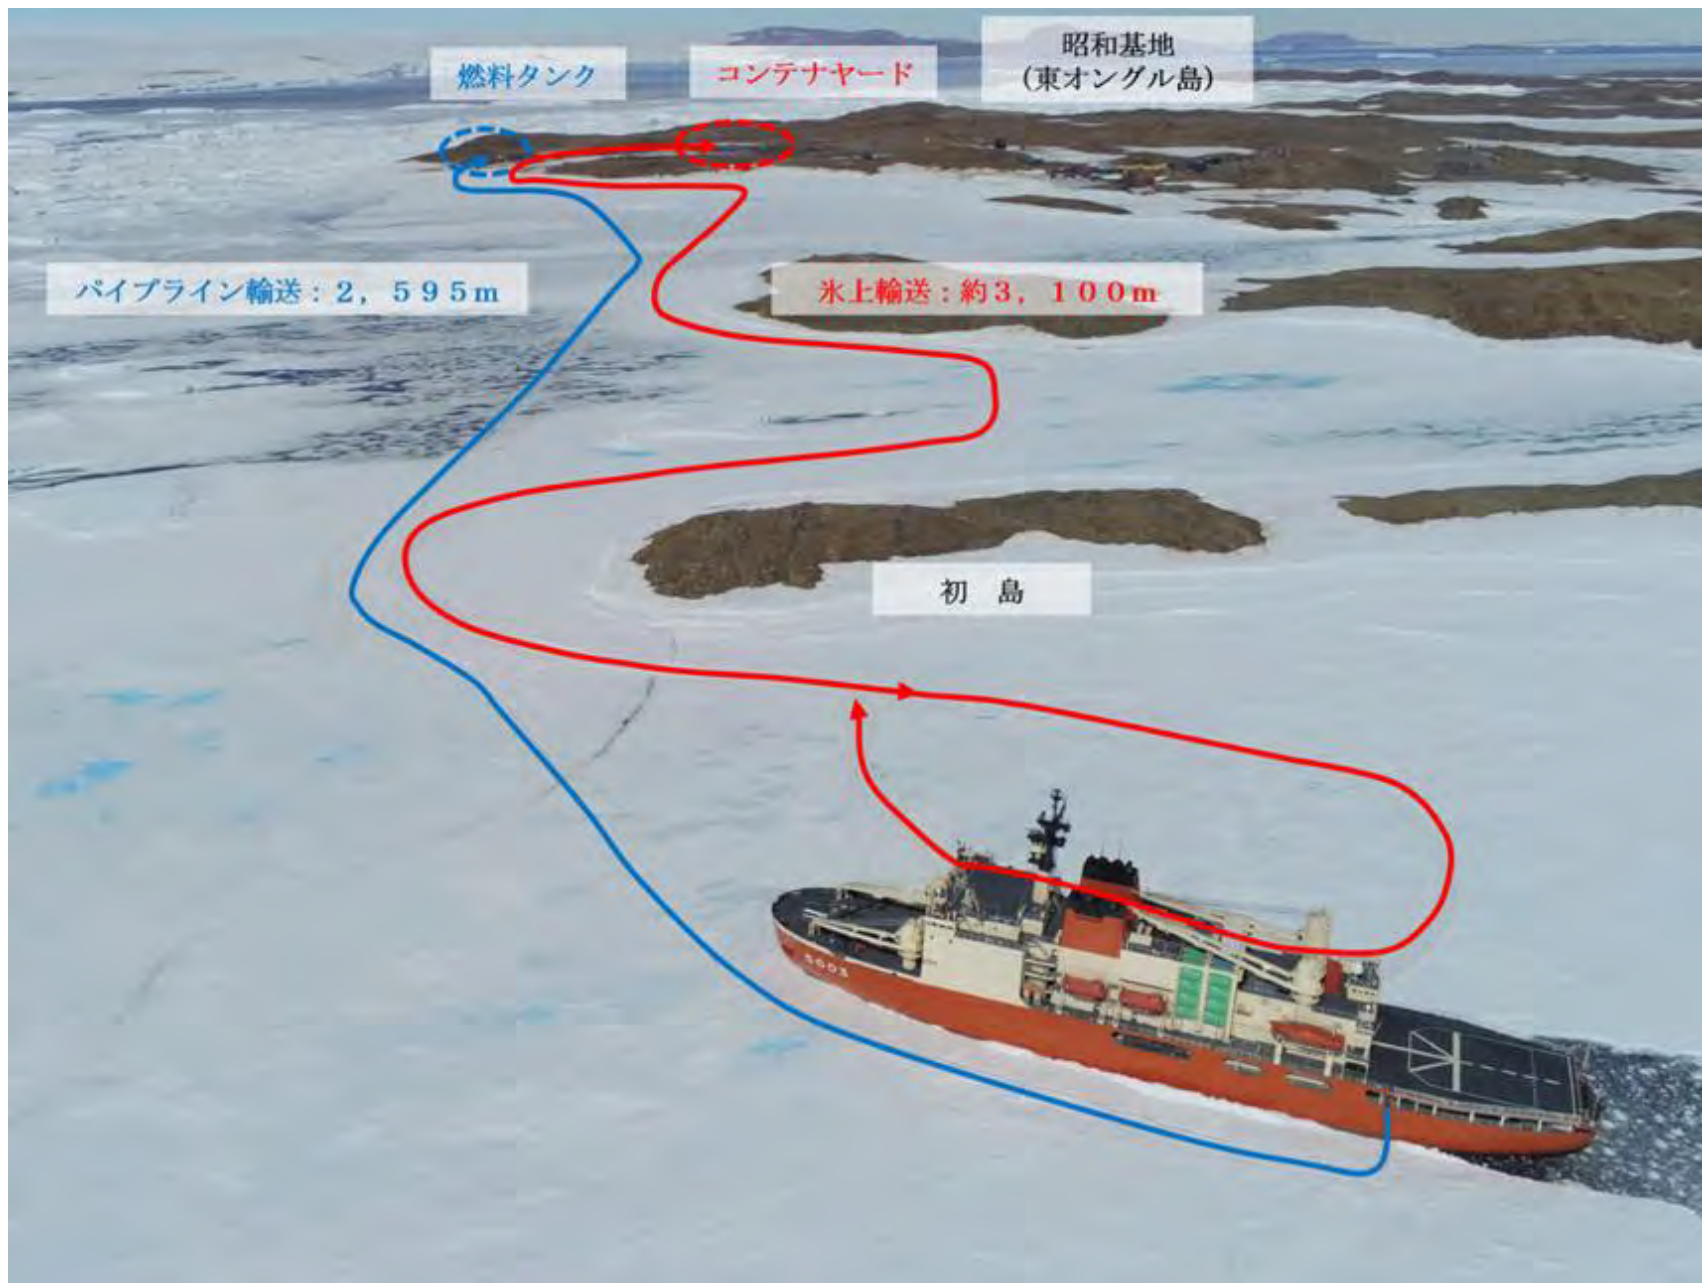 燃料タンク
コンテナヤード
昭和基地
(東オングル島)
パイプライン輸送:2,595m
氷上輸送:約3,100m
初 島
5003